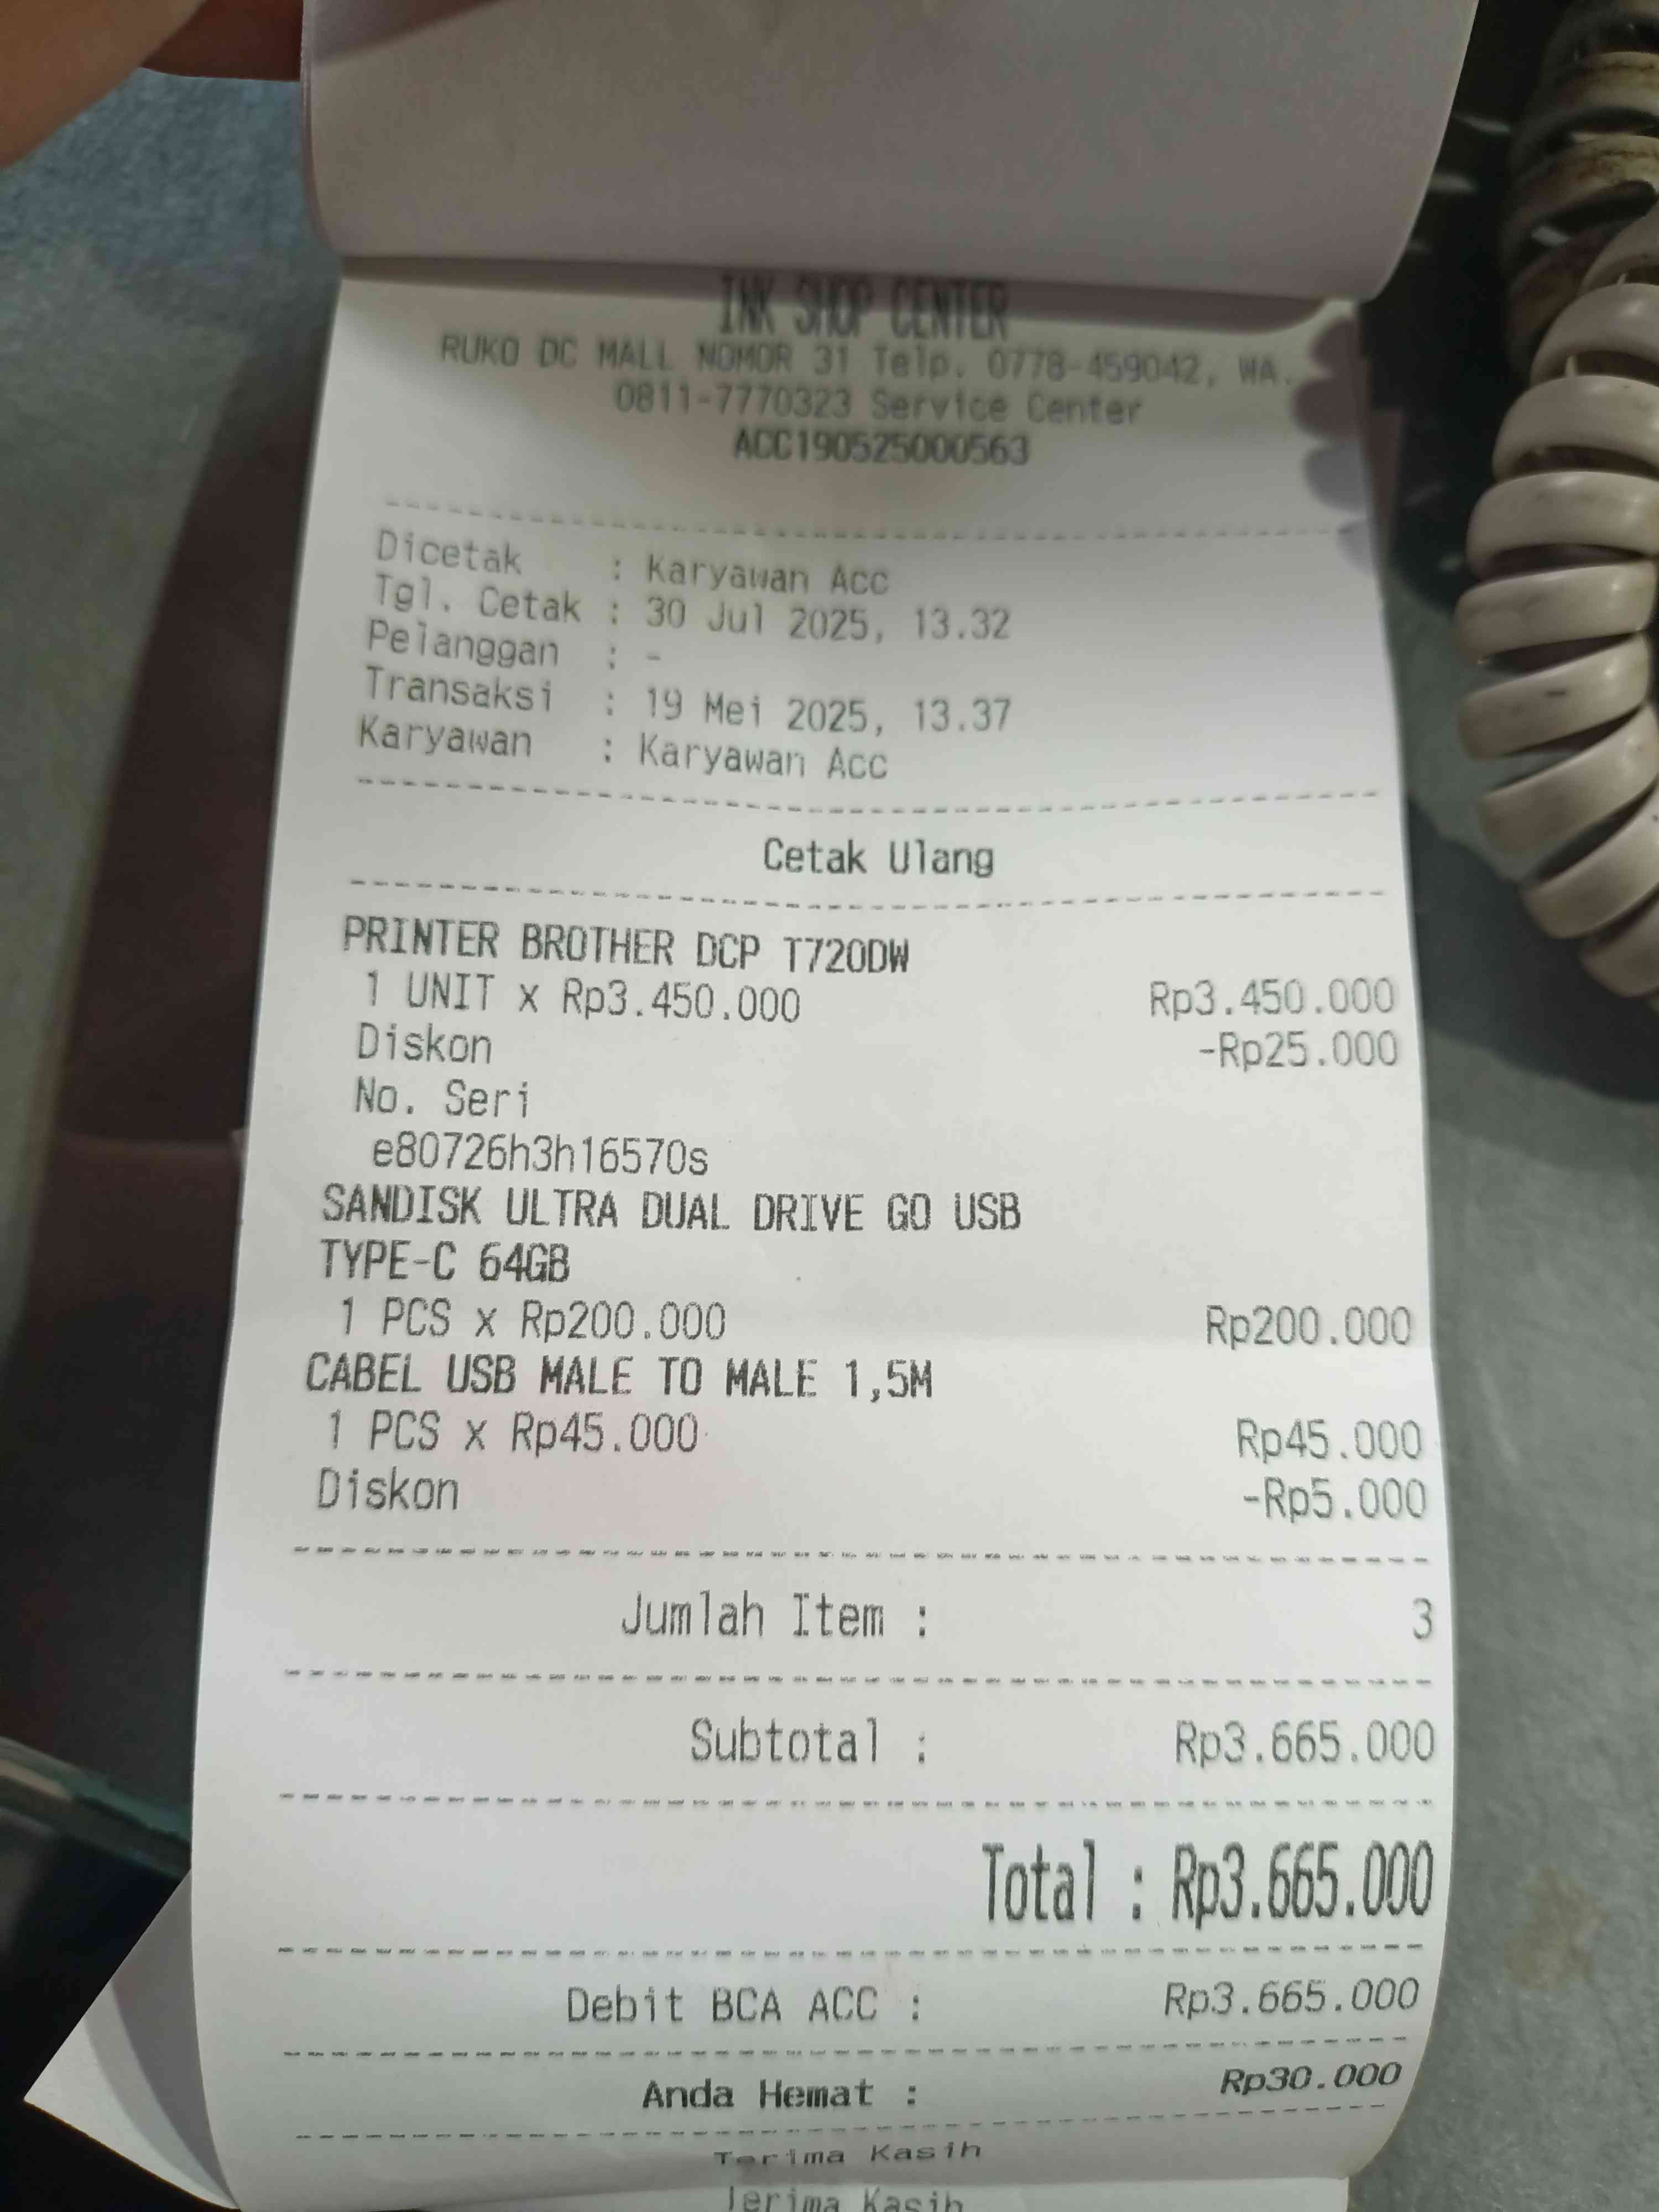 INK SHOP CENTER
RUKO DC MALL NOMOR 31 Telp. 0778-459042, WA.
0811-7770323 Service Center
ACC190525000563
Dicetak : Karyawan Acc
Tgl. Cetak : 30 Jul 2025, 13.32
Pelanggan : -
Transaksi : 19 Mei 2025, 13.37
Karyawan : Karyawan Acc
Cetak Ulang
PRINTER BROTHER DCP T720DW
1 UNIT x Rp3.450.000 Rp3.450.000
Diskon -Rp25.000
No. Seri
e80726h3h16570s
SANDISK ULTRA DUAL DRIVE GO USB
TYPE-C 64GB
1 PCS x Rp200.000 Rp200.000
CABEL USB MALE TO MALE 1,5M
1 PCS x Rp45.000 Rp45.000
Diskon -Rp5.000
Jumlah Item : 3
Subtotal : Rp3.665.000
Total : Rp3.665.000
Debit BCA ACC : Rp3.665.000
Anda Hemat : Rp30.000
Terima Kasih
Terima Kasih